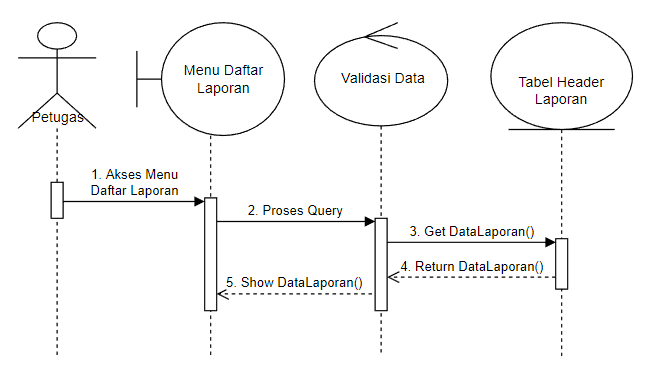 Petugas
Menu Daftar
Laporan
Validasi Data
Tabel Header
Laporan
1. Akses Menu
Daftar Laporan
2. Proses Query
3. Get DataLaporan()
4. Return DataLaporan()
5. Show DataLaporan()